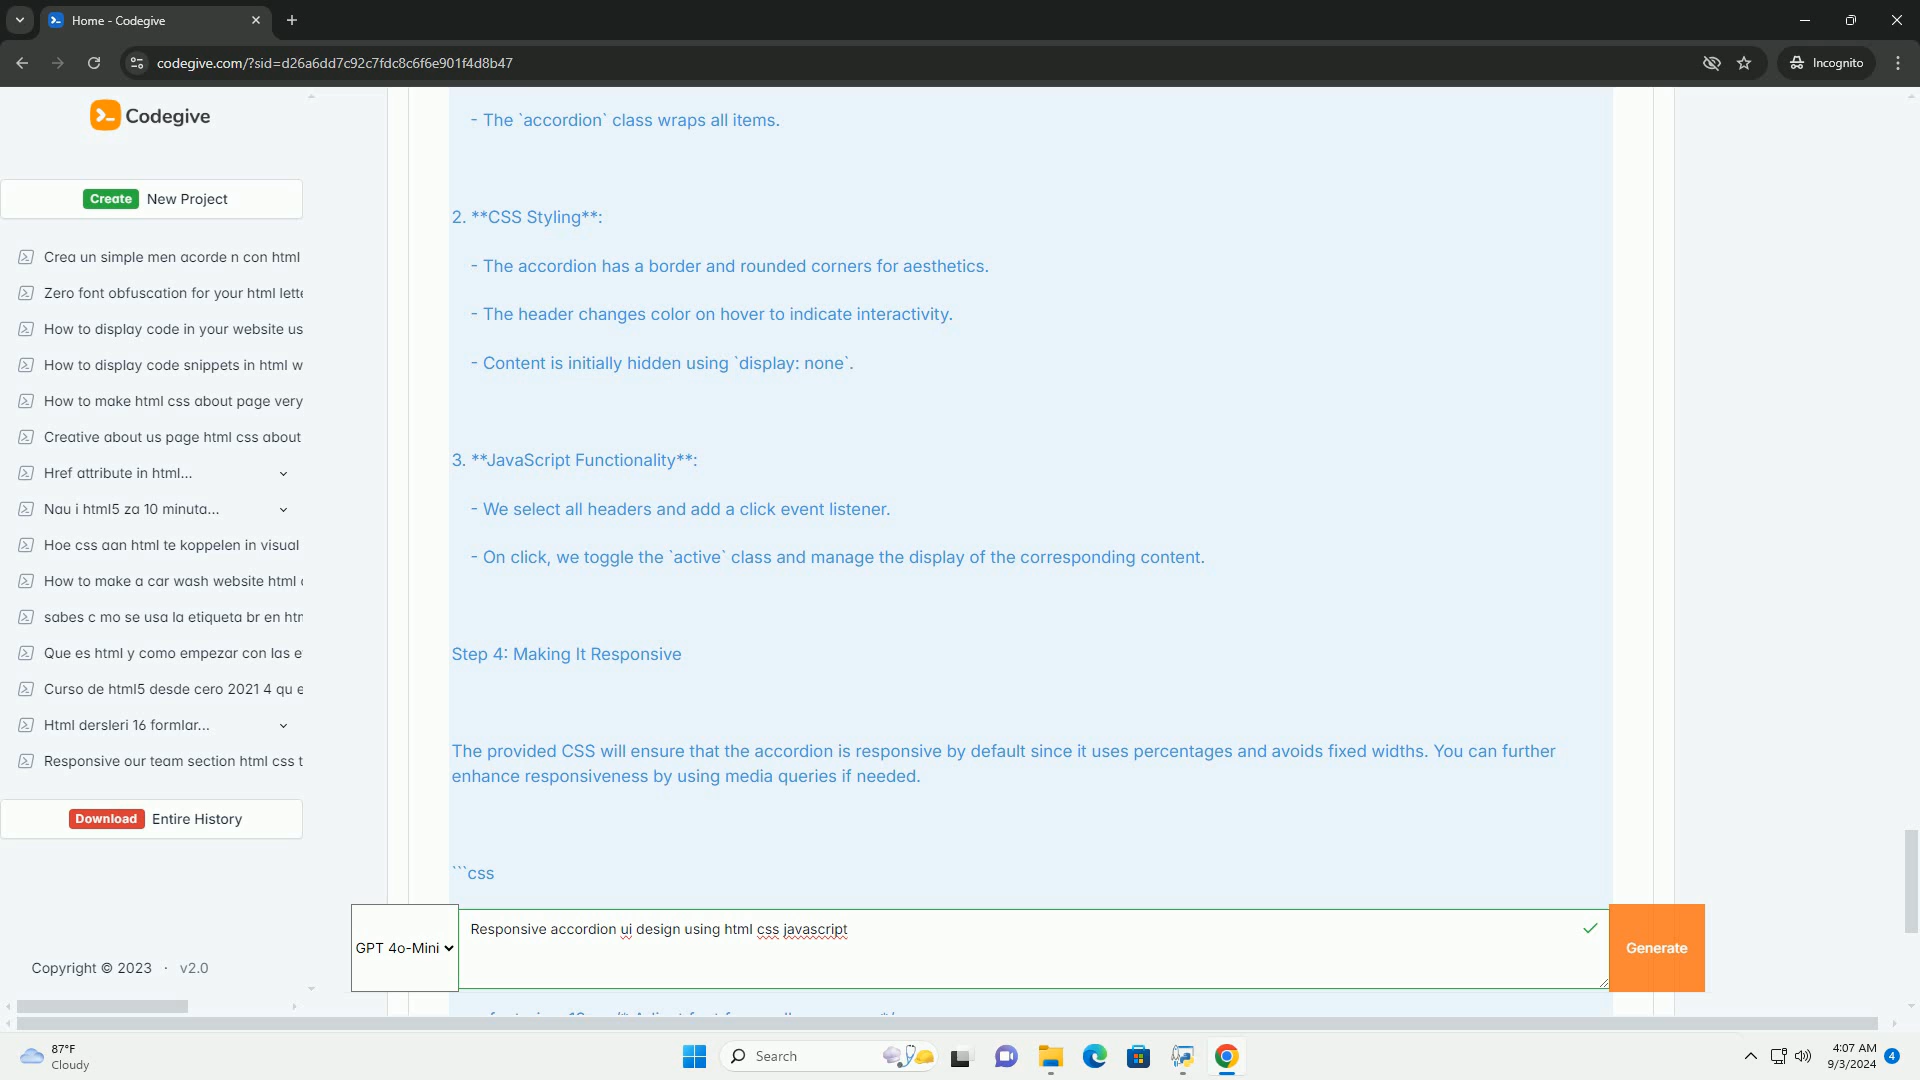 Home - Codegive
codegive.com/?sid=d26a6dd7c92c7fdc8c6f6e901f4d8b47
Incognito
Codegive
Create New Project
Crea un simple men acorde n con html
Zero font obfuscation for your html lette
How to display code in your website us
How to display code snippets in html w
How to make html css about page very
Creative about us page html css about
Href attribute in html...
Nau i html5 za 10 minuta...
Hoe css aan html te koppelen in visual
How to make a car wash website html
sabes c mo se usa la etiqueta br en htm
Que es html y como empezar con las e
Curso de html5 desde cero 2021 4 qu e
Html dersleri 16 formlar...
Responsive our team section html css t
Download Entire History
Copyright © 2023 · v2.0
- The `accordion` class wraps all items.
2. **CSS Styling**:
- The accordion has a border and rounded corners for aesthetics.
- The header changes color on hover to indicate interactivity.
- Content is initially hidden using `display: none`.
3. **JavaScript Functionality**:
- We select all headers and add a click event listener.
- On click, we toggle the `active` class and manage the display of the corresponding content.
Step 4: Making It Responsive
The provided CSS will ensure that the accordion is responsive by default since it uses percentages and avoids fixed widths. You can further
enhance responsiveness by using media queries if needed.
```css
GPT 4o-Mini
Responsive accordion ui design using html css javascript
Generate
87°F
Cloudy
Search
4:07 AM
9/3/2024
4